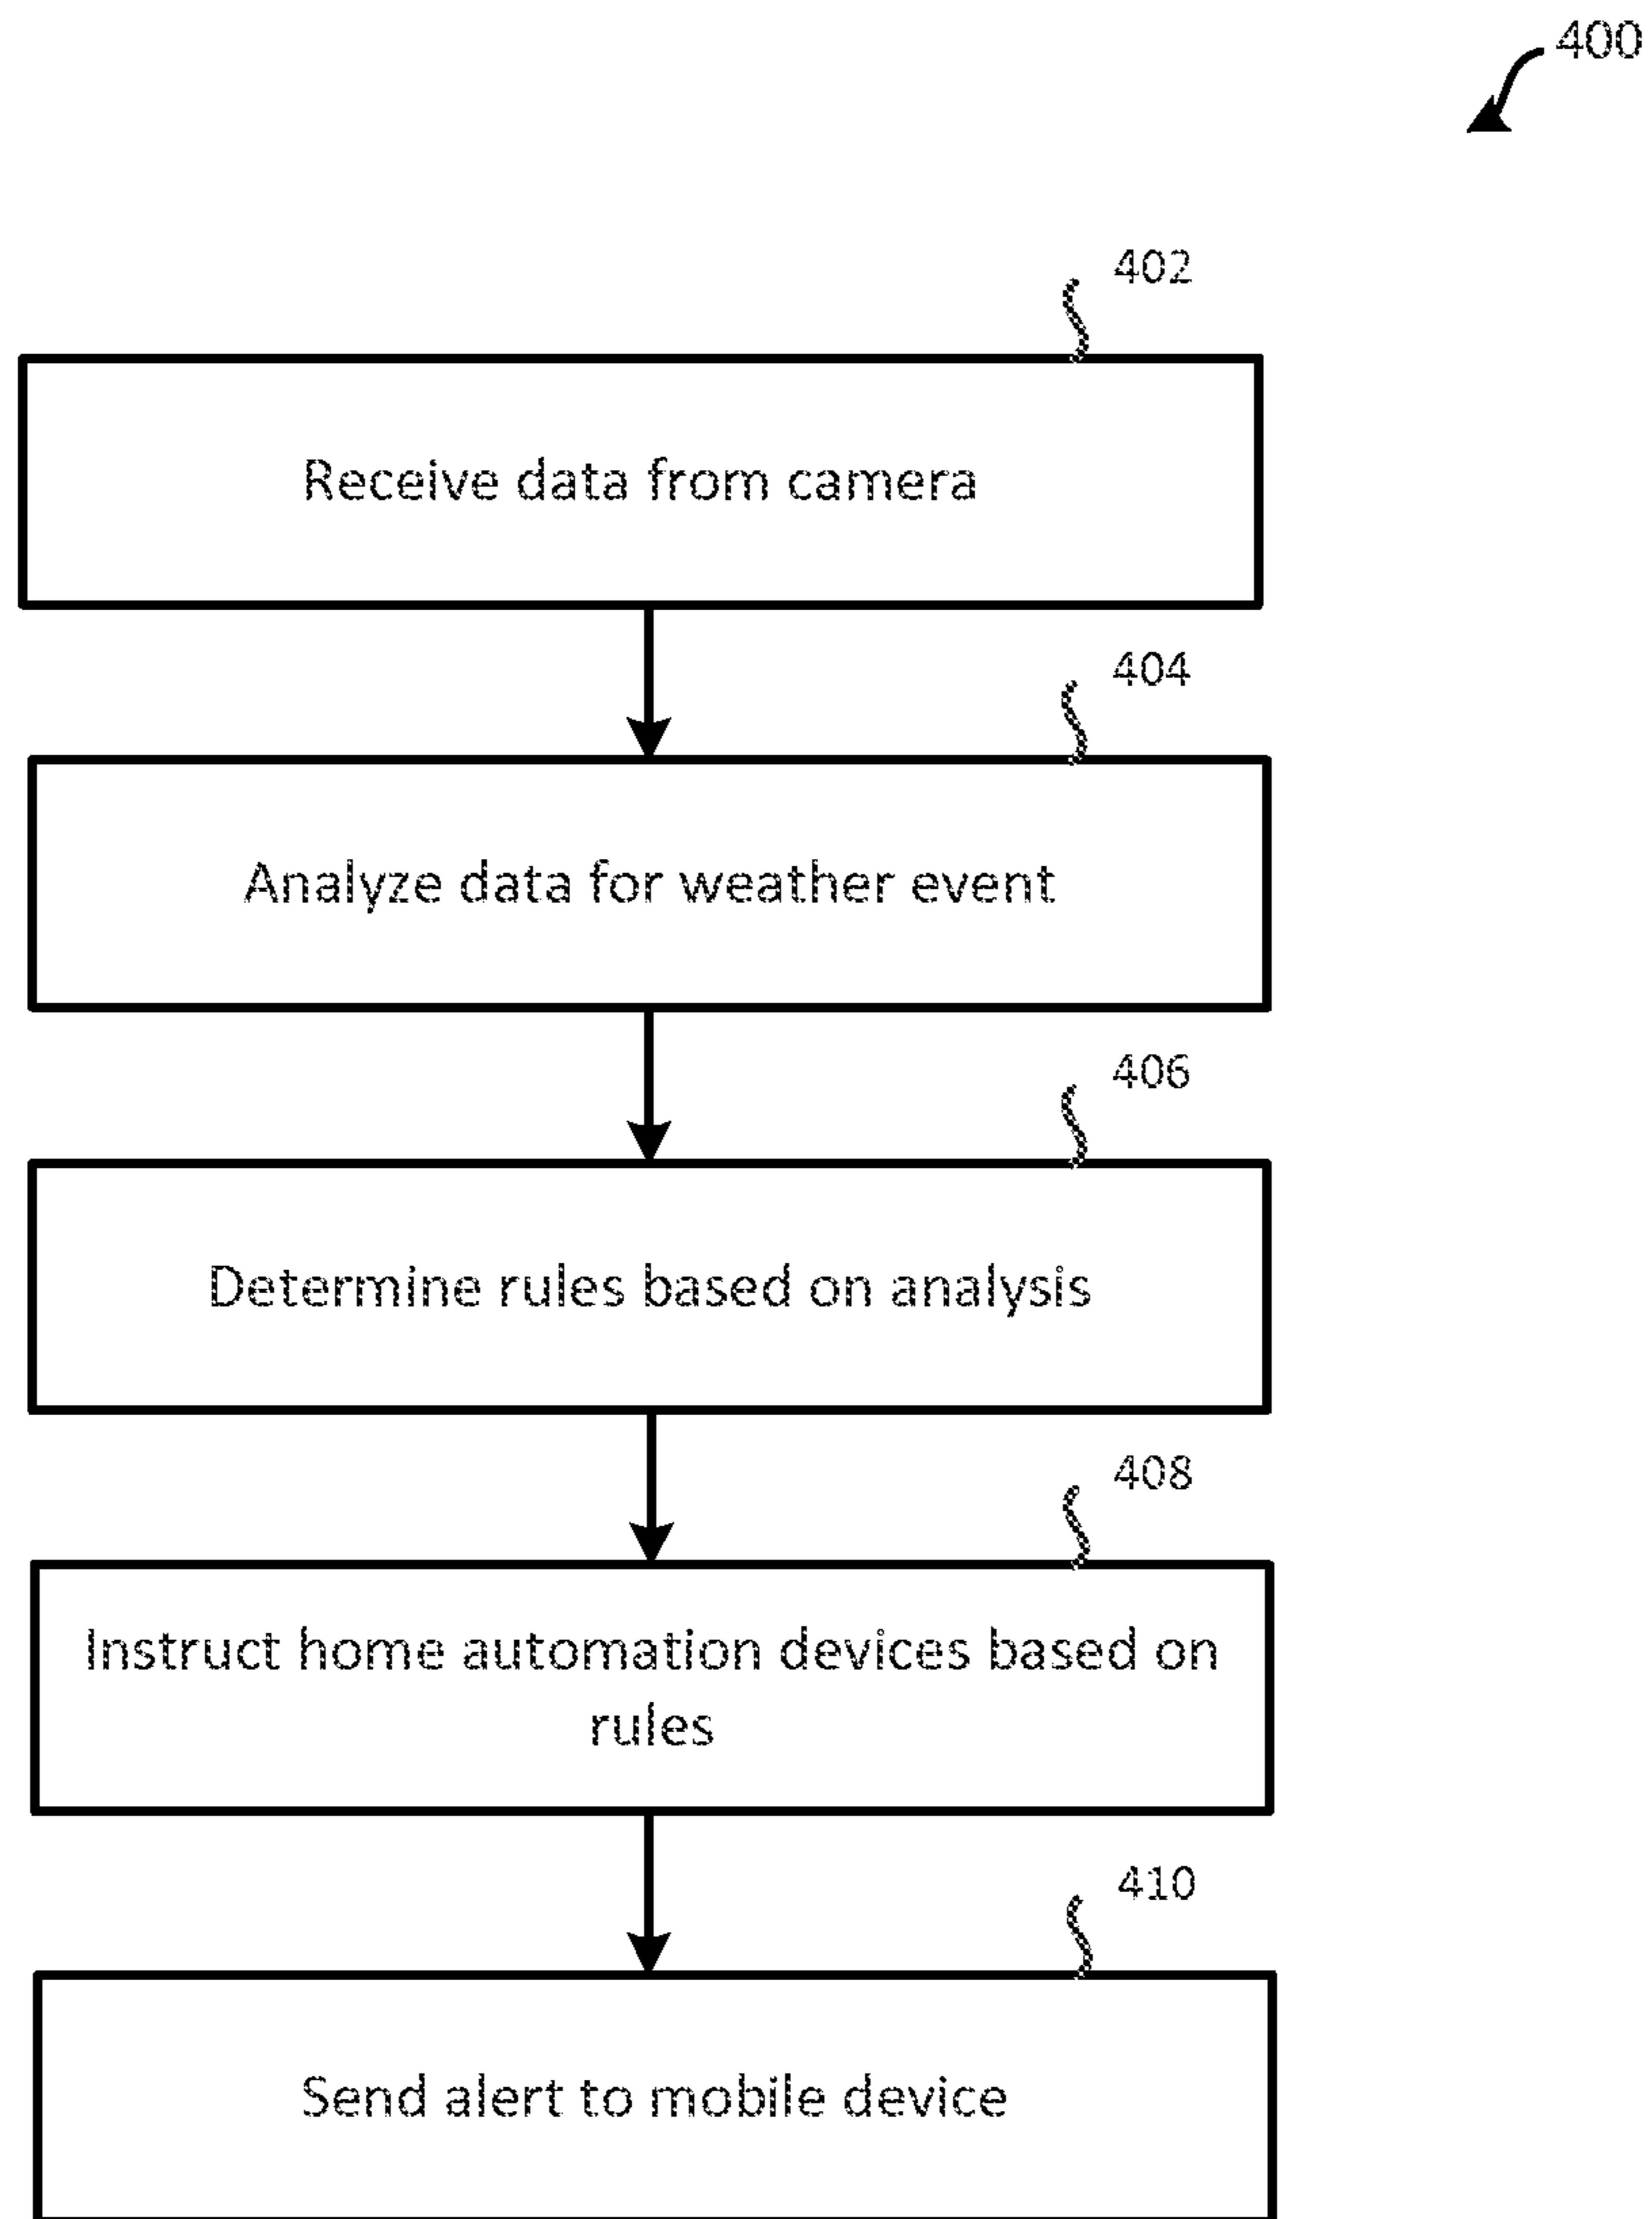 400
402
Receive data from camera
404
Analyze data for weather event
406
Determine rules based on analysis
408
Instruct home automation devices based on
rules
410
Send alert to mobile device